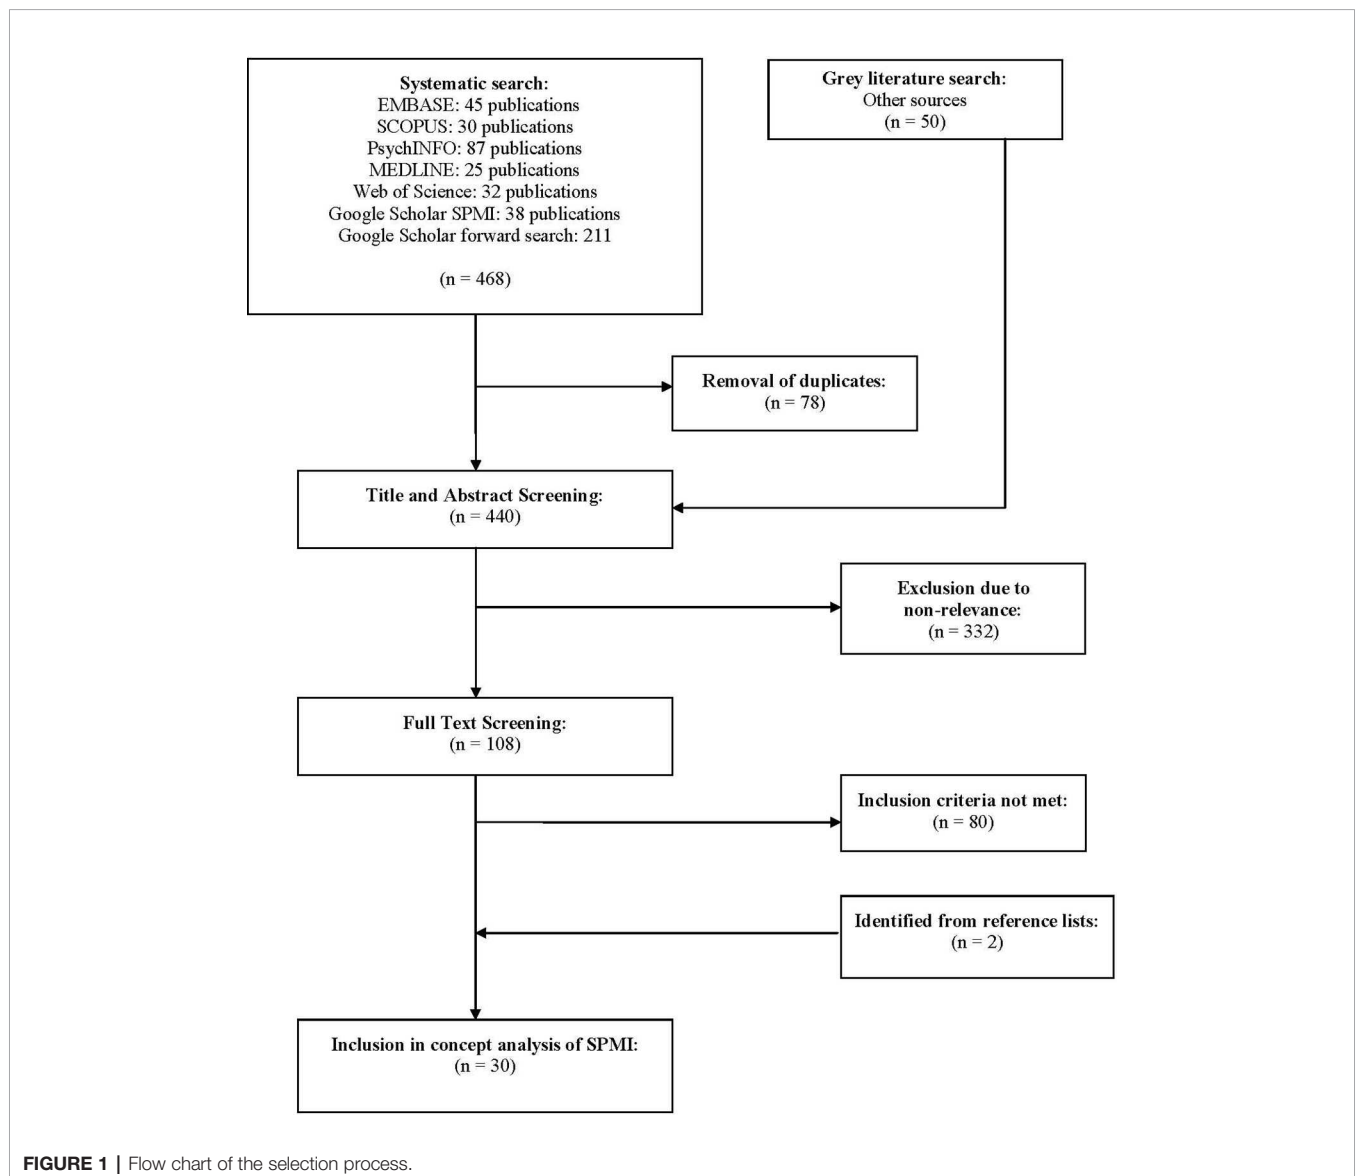 Systematic search:
EMBASE: 45 publications
SCOPUS: 30 publications
PsychINFO: 87 publications
MEDLINE: 25 publications
Web of Science: 32 publications
Google Scholar SPMI: 38 publications
Google Scholar forward search: 211
(n = 468)
Grey literature search:
Other sources
(n = 50)
Removal of duplicates:
(n = 78)
Title and Abstract Screening:
(n = 440)
Exclusion due to
non-relevance:
(n = 332)
Full Text Screening:
(n = 108)
Inclusion criteria not met:
(n = 80)
Identified from reference lists:
(n = 2)
Inclusion in concept analysis of SPMI:
(n = 30)
FIGURE 1 | Flow chart of the selection process.